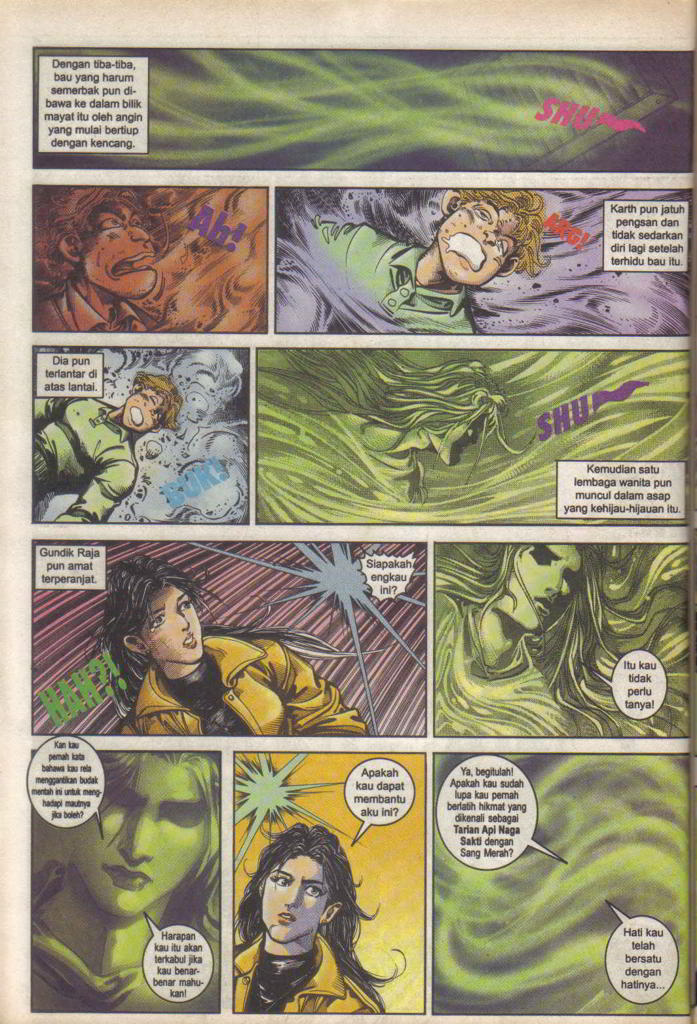 Dengan tiba-tiba,
bau yang harum
semerbak pun di-
bawa ke dalam bilik
mayat itu oleh angin
yang mulai bertiup
dengan kencang.
SHU
Ah!
ARG!
Karth pun jatuh
pengsan dan
tidak sedarkan
diri lagi setelah
terhidu bau itu.
Dia pun
terlantar di
atas lantai.
BUK!
SHU
Kemudian satu
lembaga wanita pun
muncul dalam asap
yang kehijau-hijauan itu.
Gundik Raja
pun amat
terperanjat.
HAH?!
Siapakah
engkau
ini?
Itu kau
tidak
perlu
tanya!
Kan kau
pernah kata
bahawa kau rela
menggantikan budak
mentah ini untuk meng-
hadapi mautnya
jika boleh?
Harapan
kau itu akan
terkabul jika
kau benar-
benar mahu-
kan!
Apakah
kau dapat
membantu
aku ini?
Ya, begitulah!
Apakah kau sudah
lupa kau pernah
berlatih hikmat yang
dikenali sebagai
Tarian Api Naga
Sakti dengan
Sang Merah?
Hati kau
telah
bersatu
dengan
hatinya...